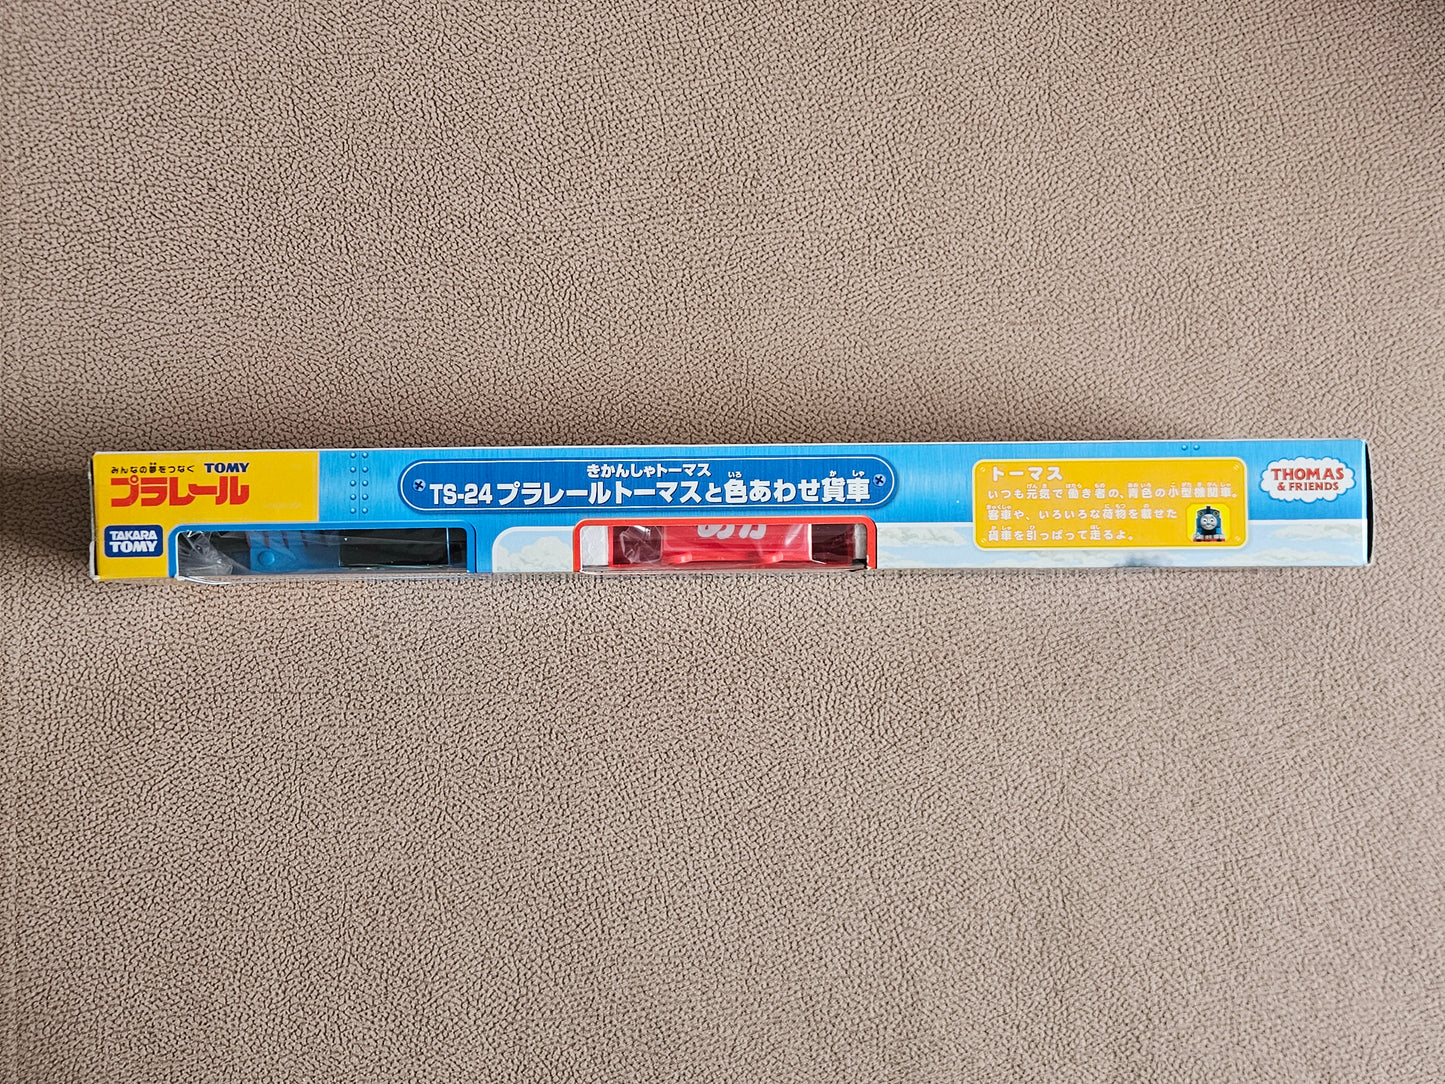 みんなの夢をつなぐ TOMY
プラレール
TAKARA
TOMY
きかんしゃトーマス
TS-24 プラレールトーマスと色あわせ貨車
あか
トーマス
いつも元気で働き者の、青色の小型機関車。
客車や、いろいろな荷物を載せた
貨車を引っぱって走るよ。
THOMAS
& FRIENDS